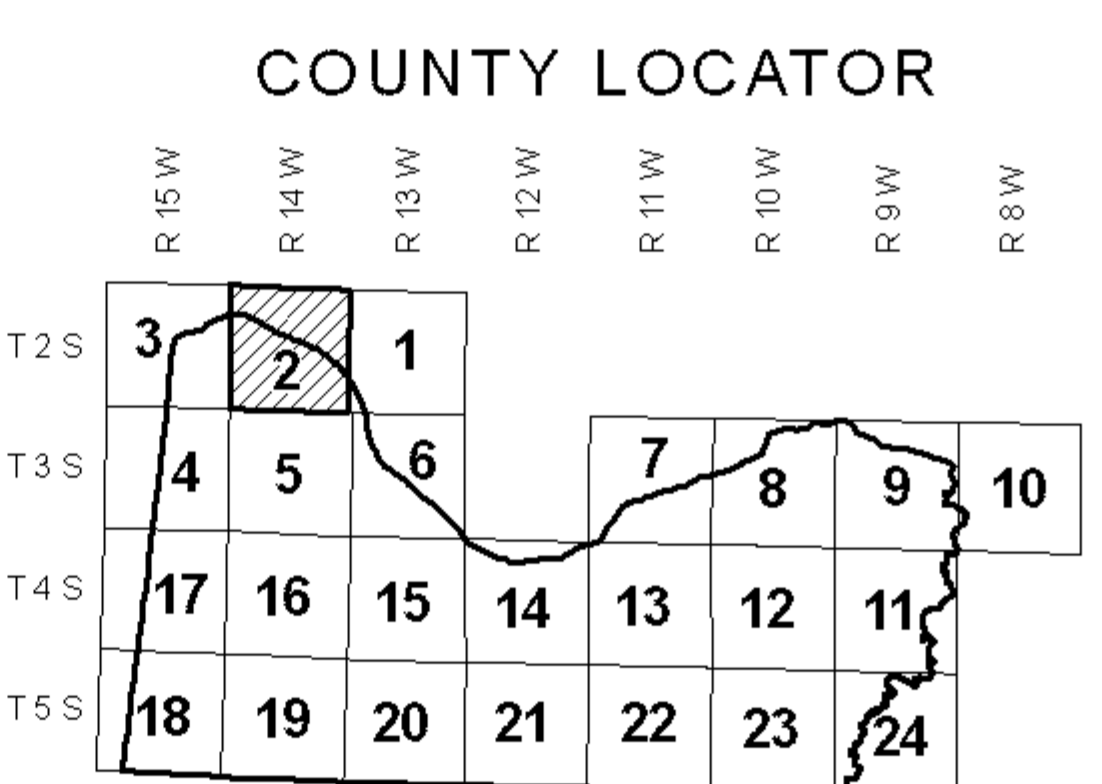 COUNTY LOCATOR
R 15 W R 14 W R 13 W R 12 W R 11 W R 10 W R 9 W R 8 W
T 2 S 3 2 1
T 3 S 4 5 6 7 8 9 10
T 4 S 17 16 15 14 13 12 11
T 5 S 18 19 20 21 22 23 24